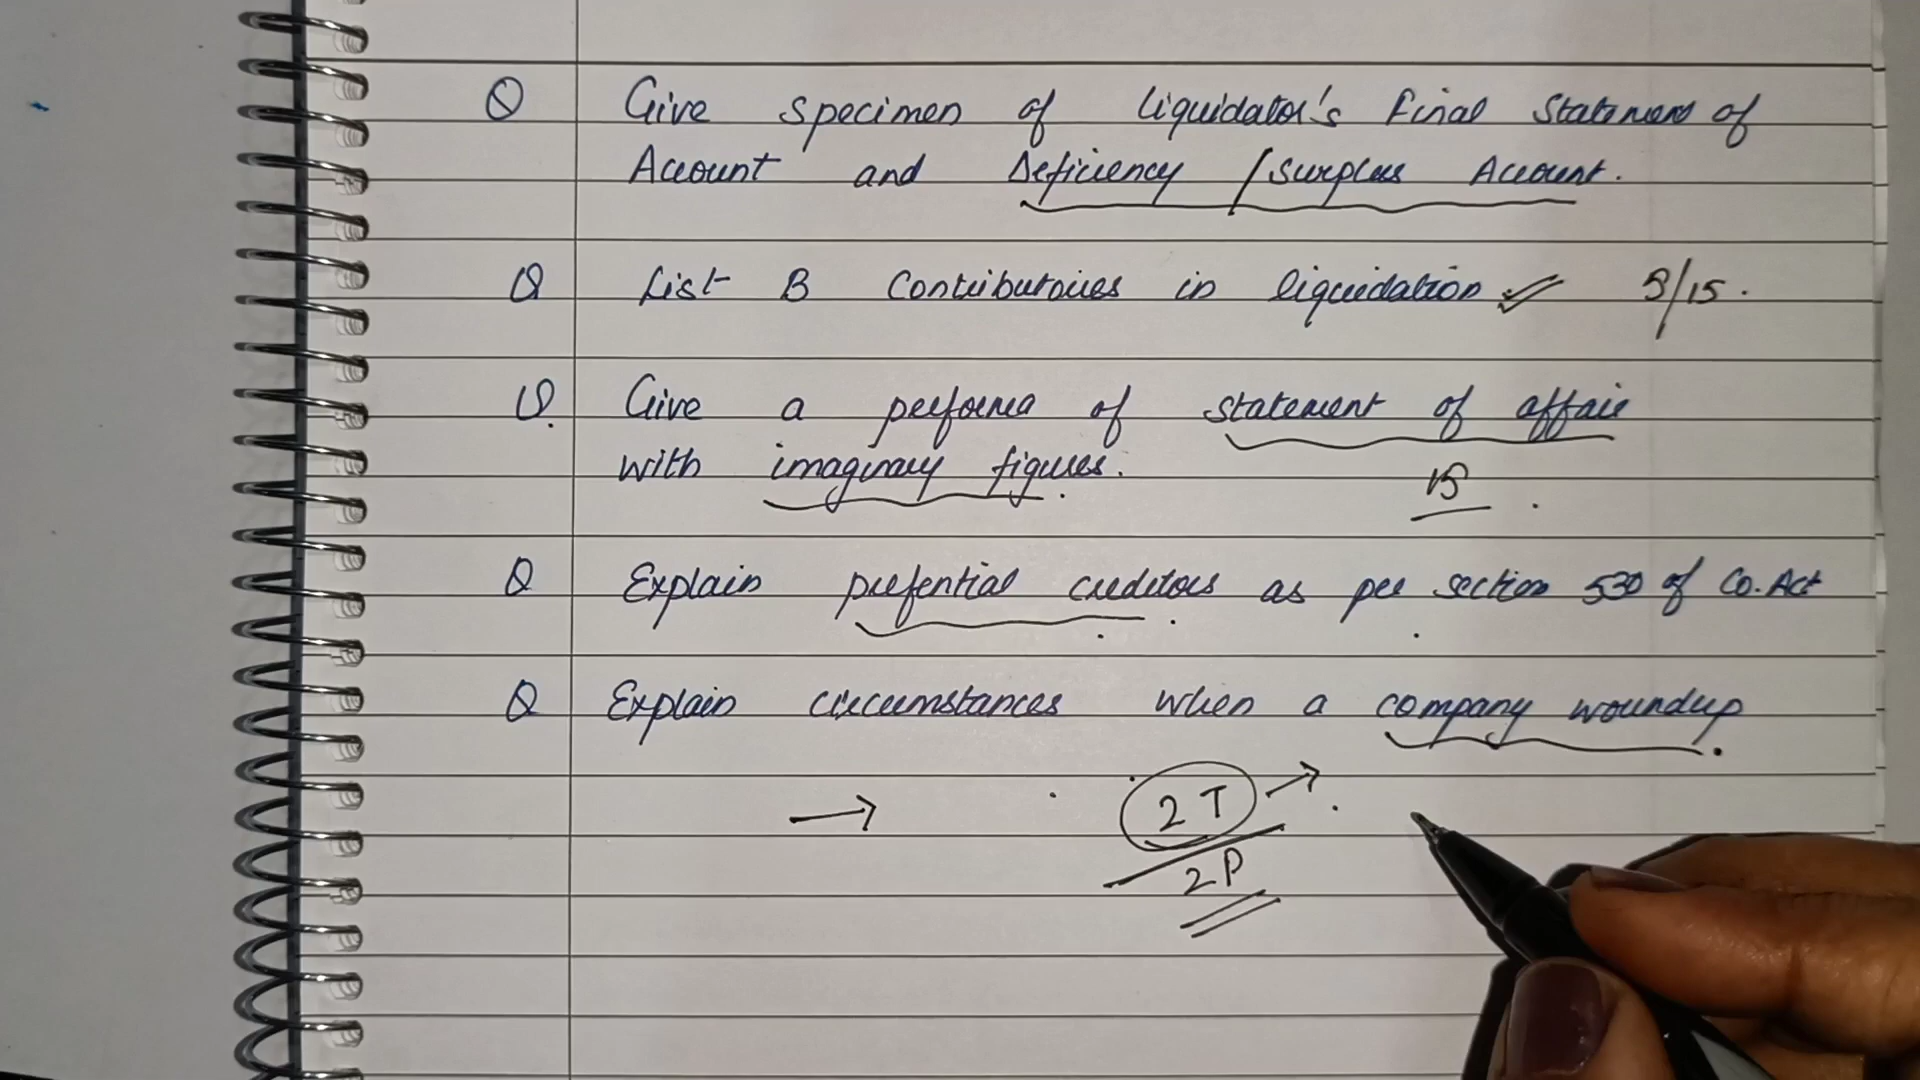 Q Give specimen of liquidator's Final Statement of
Account and Deficiency / Surplus Account.
Q List B Contributories in liquidation 5/15.
Q. Give a performa of statement of affair
with imaginary figures.
15
Q Explain prefential creditors as per section 530 of Co. Act
Q Explain circumstances when a company woundup
→ 2 T →
2 P